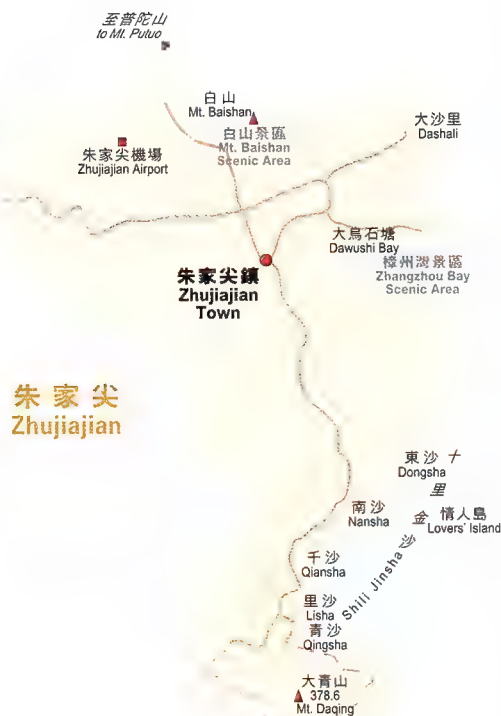 至普陀山
to Mt. Putuo
白山
Mt. Baishan
白山景區
Mt. Baishan
Scenic Area
大沙里
Dashali
朱家尖機場
Zhujiajian Airport
大烏石塘
Dawushi Bay
樟州灣景區
Zhangzhou Bay
Scenic Area
朱家尖鎮
Zhujiajian
Town
朱家尖
Zhujiajian
東沙
Dongsha
十里金沙
Shili Jinsha
情人島
Lovers' Island
南沙
Nansha
千沙
Qiansha
里沙
Lisha
青沙
Qingsha
大青山
378.6
Mt. Daqing